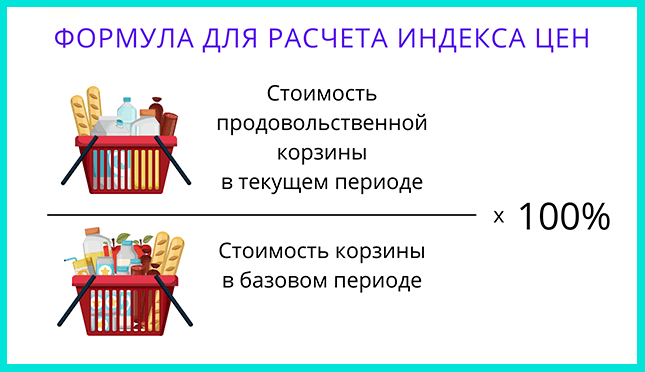 ФОРМУЛА ДЛЯ РАСЧЕТА ИНДЕКСА ЦЕН
Стоимость
продовольственной
корзины
в текущем периоде
х 100%
Стоимость корзины
в базовом периоде